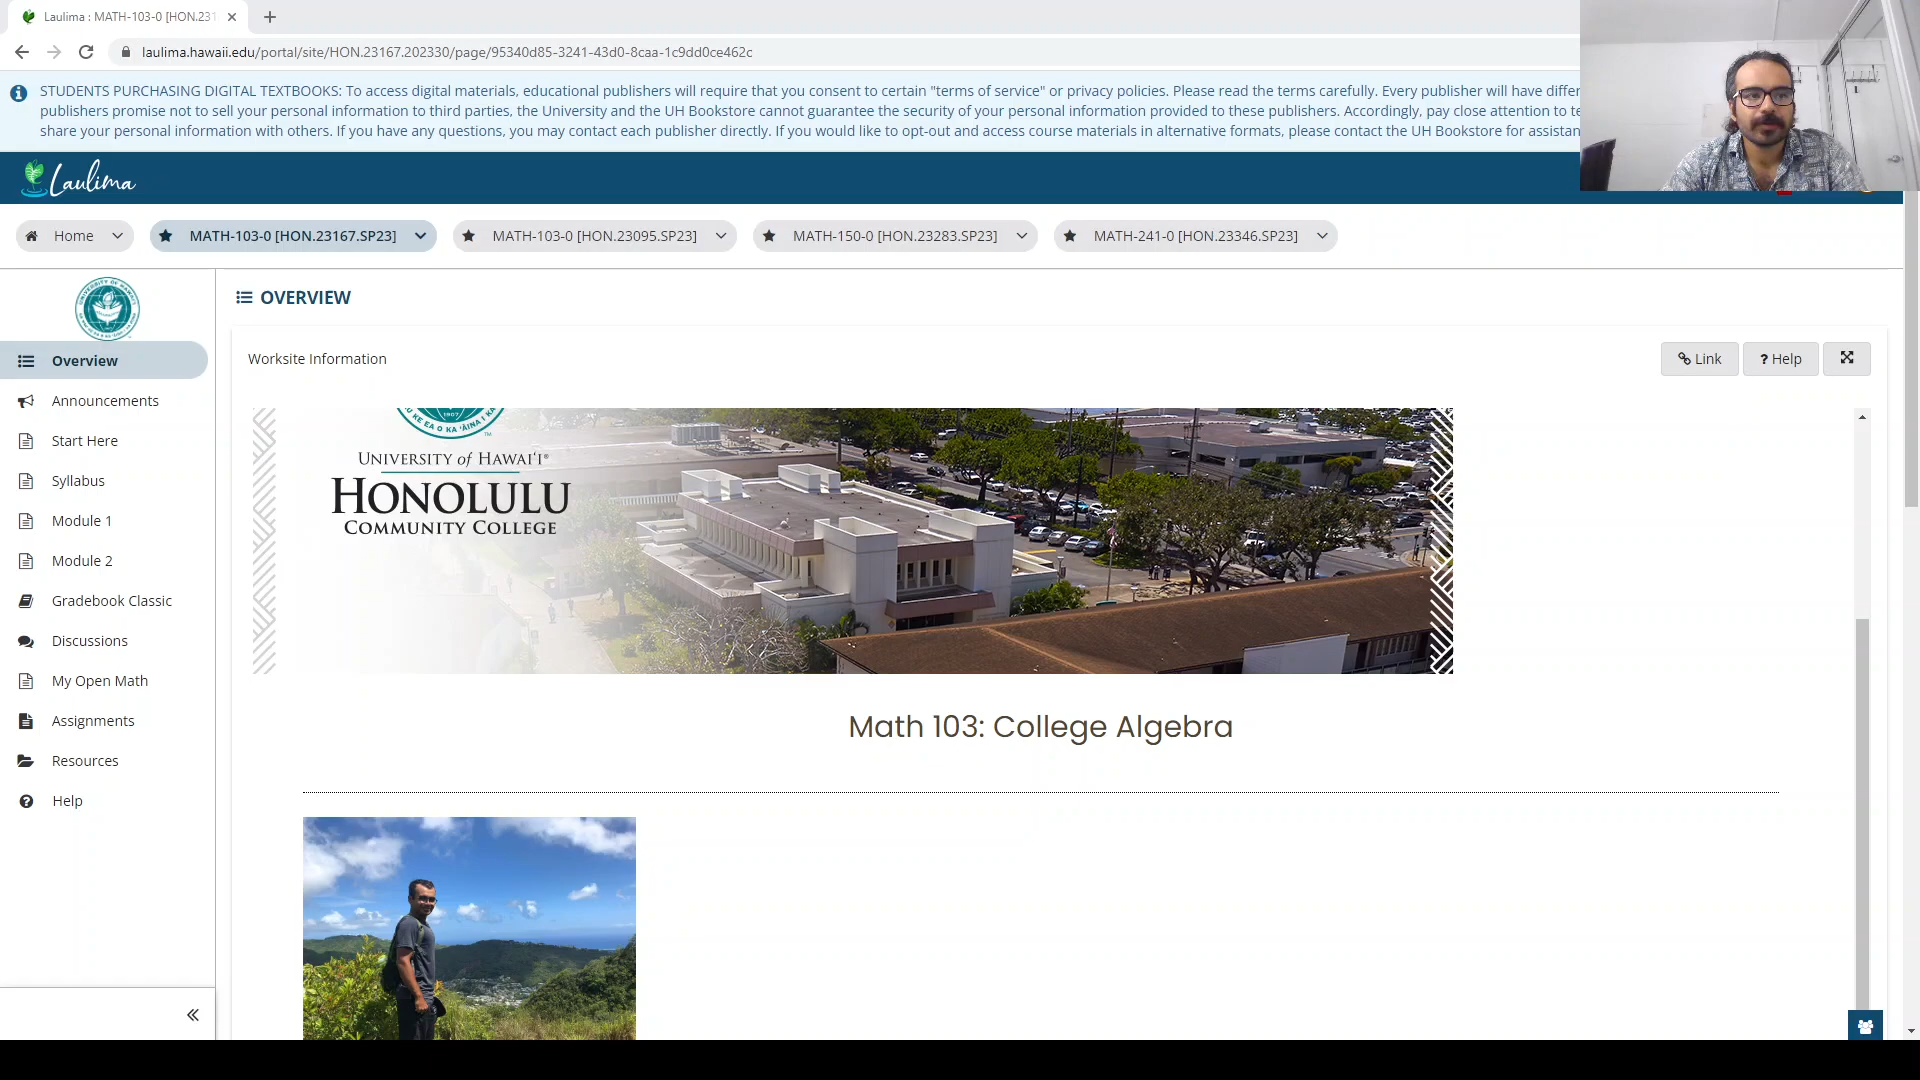 Laulima : MATH-103-0 [HON.231
laulima.hawaii.edu/portal/site/HON.23167.202330/page/95340d85-3241-43d0-8caa-1c9dd0ce462c
STUDENTS PURCHASING DIGITAL TEXTBOOKS: To access digital materials, educational publishers will require that you consent to certain "terms of service" or privacy policies. Please read the terms carefully. Every publisher will have differ
publishers promise not to sell your personal information to third parties, the University and the UH Bookstore cannot guarantee the security of your personal information provided to these publishers. Accordingly, pay close attention to te
share your personal information with others. If you have any questions, you may contact each publisher directly. If you would like to opt-out and access course materials in alternative formats, please contact the UH Bookstore for assistan
Laulima
Home
MATH-103-0 [HON.23167.SP23]
MATH-103-0 [HON.23095.SP23]
MATH-150-0 [HON.23283.SP23]
MATH-241-0 [HON.23346.SP23]
OVERVIEW
Overview
Announcements
Start Here
Syllabus
Module 1
Module 2
Gradebook Classic
Discussions
My Open Math
Assignments
Resources
Help
Worksite Information
Link
? Help
1907
KE EA O KA ʻĀINA I KA
UNIVERSITY of HAWAIʻI®
HONOLULU
COMMUNITY COLLEGE
Math 103: College Algebra